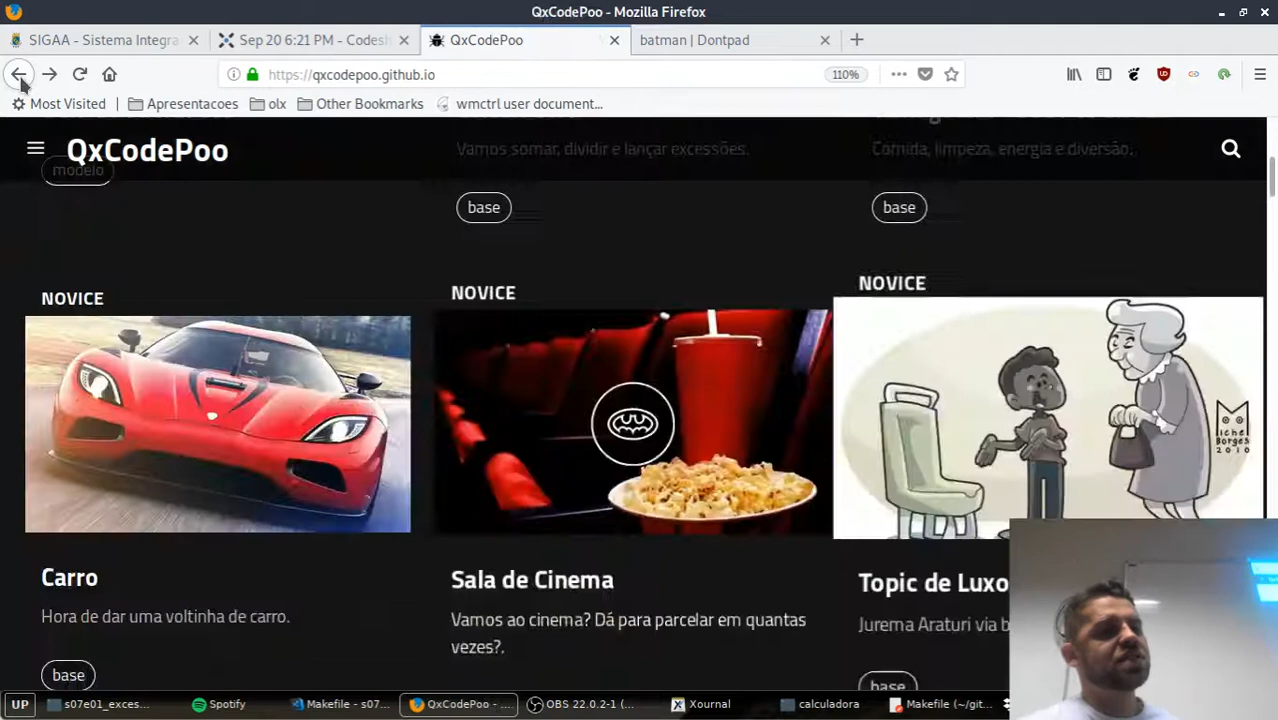 QxCodePoo - Mozilla Firefox
SIGAA - Sistema Integra
Sep 20 6:21 PM - Codesh
QxCodePoo
batman | Dontpad
https://qxcodepoo.github.io
110%
Most Visited
Apresentacoes
olx
Other Bookmarks
wmctrl user document...
QxCodePoo
modelo
Vamos somar, dividir e lançar excessões.
Comida, limpeza, energia e diversão.
base
base
NOVICE
NOVICE
NOVICE
Miche
Borges
2010
Carro
Sala de Cinema
Topic de Luxo
Hora de dar uma voltinha de carro.
Vamos ao cinema? Dá para parcelar em quantas
vezes?.
Jurema Araturi via b
base
base
UP
s07e01_exces...
Spotify
Makefile - s07...
QxCodePoo - ...
OBS 22.0.2-1 (...
Xournal
calculadora
Makefile (~/git...